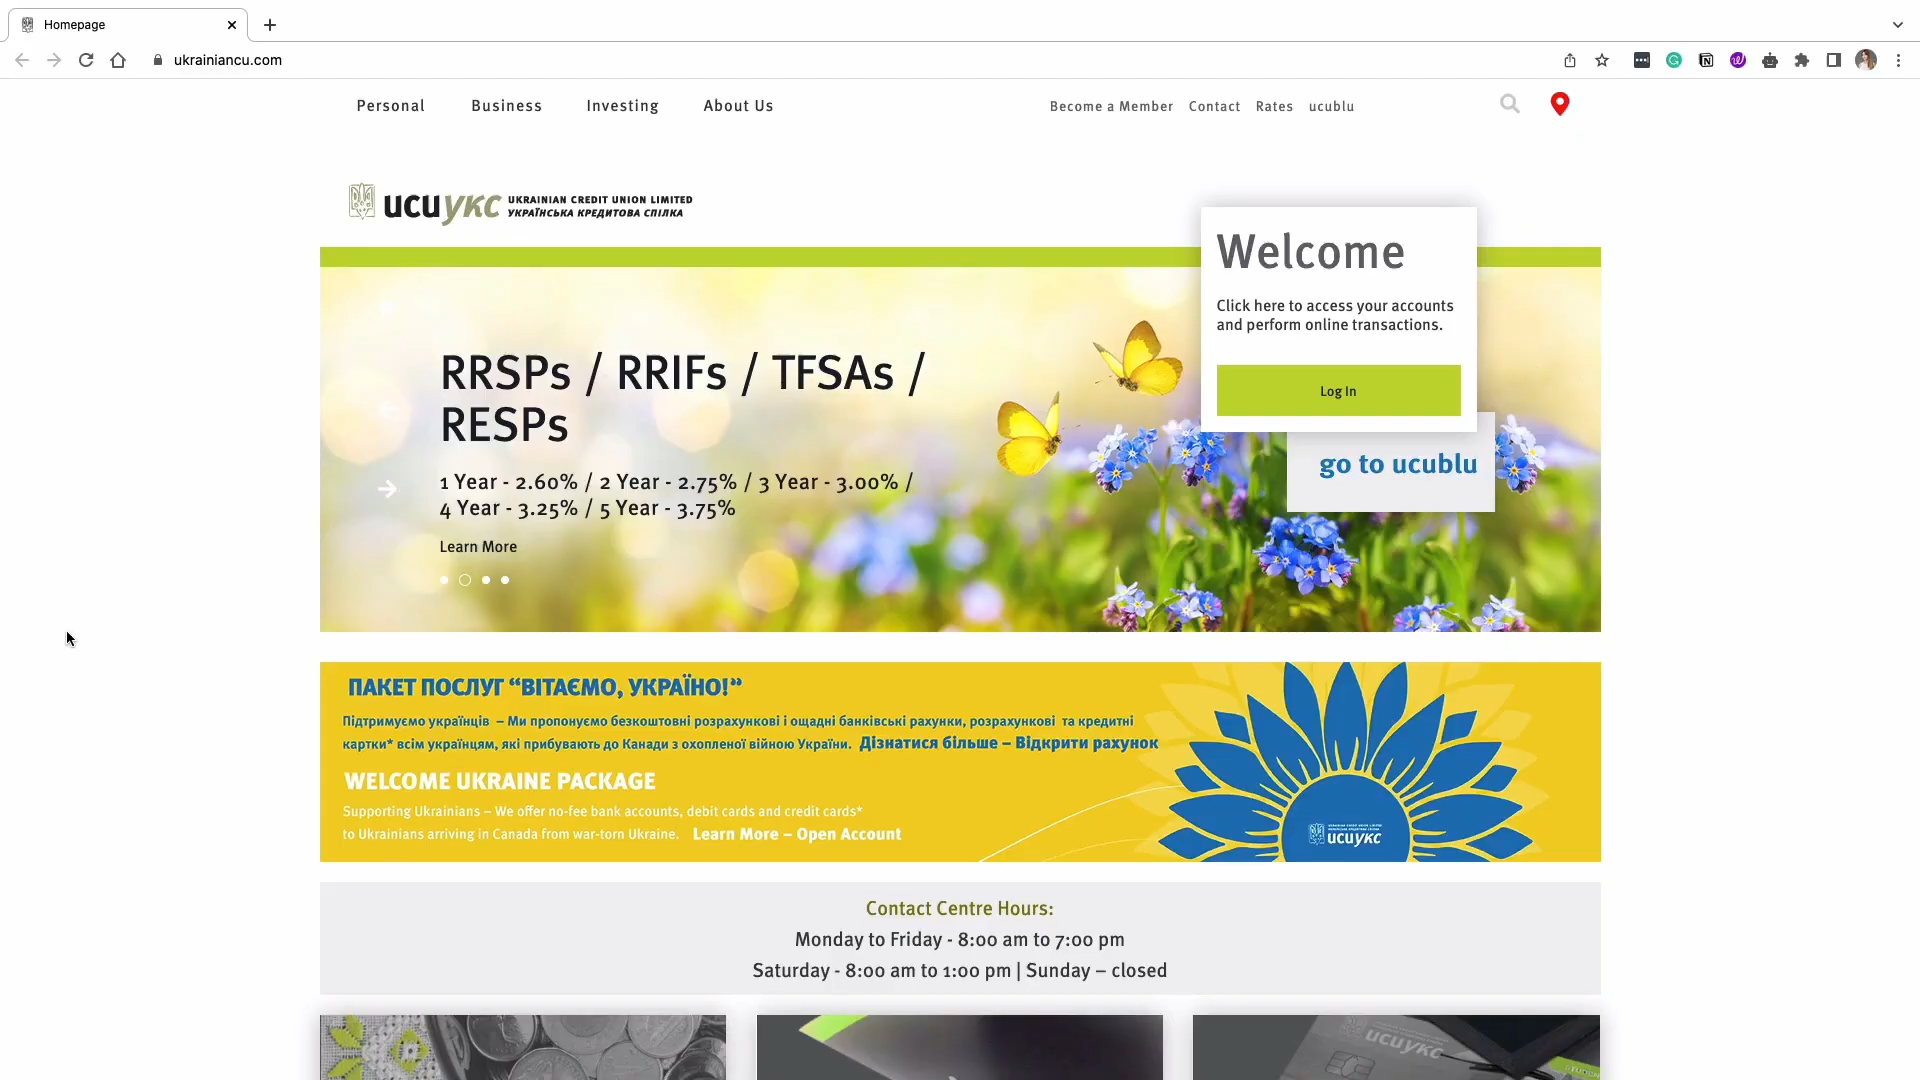 Homepage
ukrainiancu.com
Personal Business Investing About Us Become a Member Contact Rates ucublu
ucuукс UKRAINIAN CREDIT UNION LIMITED
УКРАЇНСЬКА КРЕДИТОВА СПІЛКА
Welcome
Click here to access your accounts
and perform online transactions.
Log In
go to ucublu
RRSPs / RRIFs / TFSAs /
RESPs
1 Year - 2.60% / 2 Year - 2.75% / 3 Year - 3.00% /
4 Year - 3.25% / 5 Year - 3.75%
Learn More
ПАКЕТ ПОСЛУГ “ВІТАЄМО, УКРАЇНО!”
Підтримуємо українців – Ми пропонуємо безкоштовні розрахункові і ощадні банківські рахунки, розрахункові та кредитні
картки* всім українцям, які прибувають до Канади з охопленої війною України. Дізнатися більше – Відкрити рахунок
WELCOME UKRAINE PACKAGE
Supporting Ukrainians – We offer no-fee bank accounts, debit cards and credit cards*
to Ukrainians arriving in Canada from war-torn Ukraine. Learn More – Open Account
ucuукс
Contact Centre Hours:
Monday to Friday - 8:00 am to 7:00 pm
Saturday - 8:00 am to 1:00 pm | Sunday – closed
ucuукс